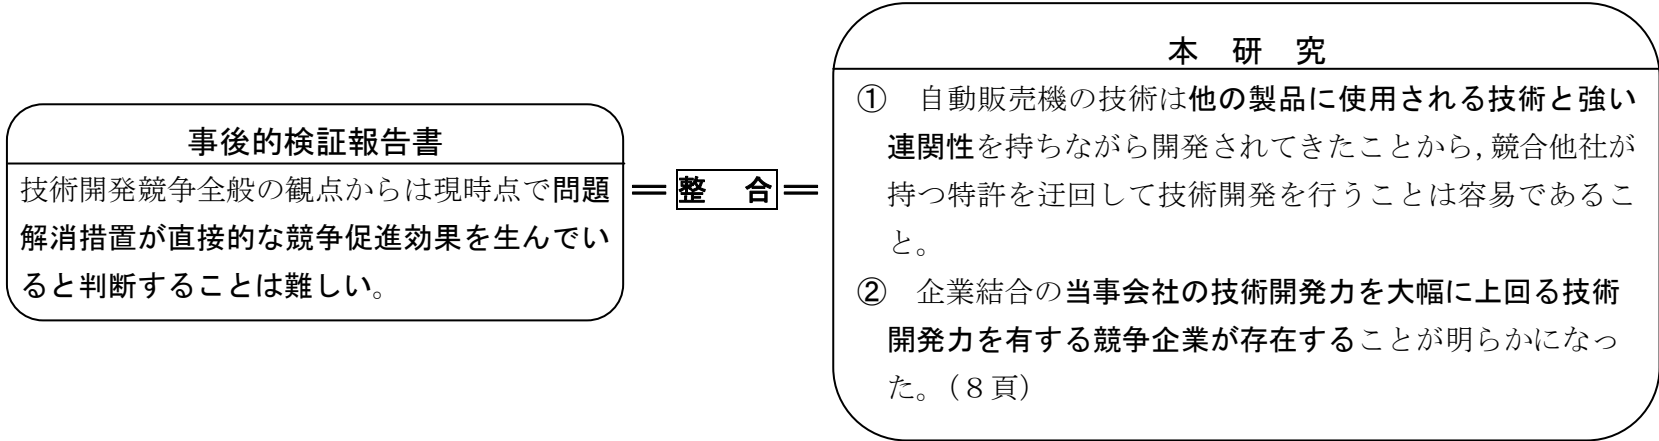 事後的検証報告書
技術開発競争全般の観点からは現時点で問題
解消措置が直接的な競争促進効果を生んでい
ると判断することは難しい。
整　合
本　研　究
①　自動販売機の技術は他の製品に使用される技術と強い
連関性を持ちながら開発されてきたことから,競合他社が
持つ特許を迂回して技術開発を行うことは容易であるこ
と。
②　企業結合の当事会社の技術開発力を大幅に上回る技術
開発力を有する競争企業が存在することが明らかになっ
た。（８頁）